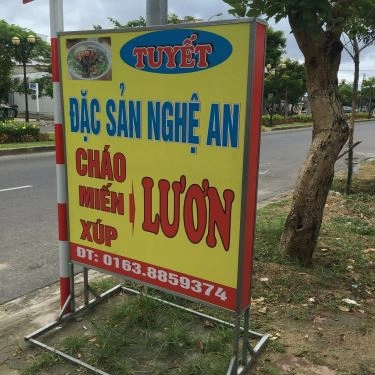 TUYẾT
ĐẶC SẢN NGHỆ AN
CHÁO
MIẾN
XÚP
LƯƠN
ĐT: 0163.8859374